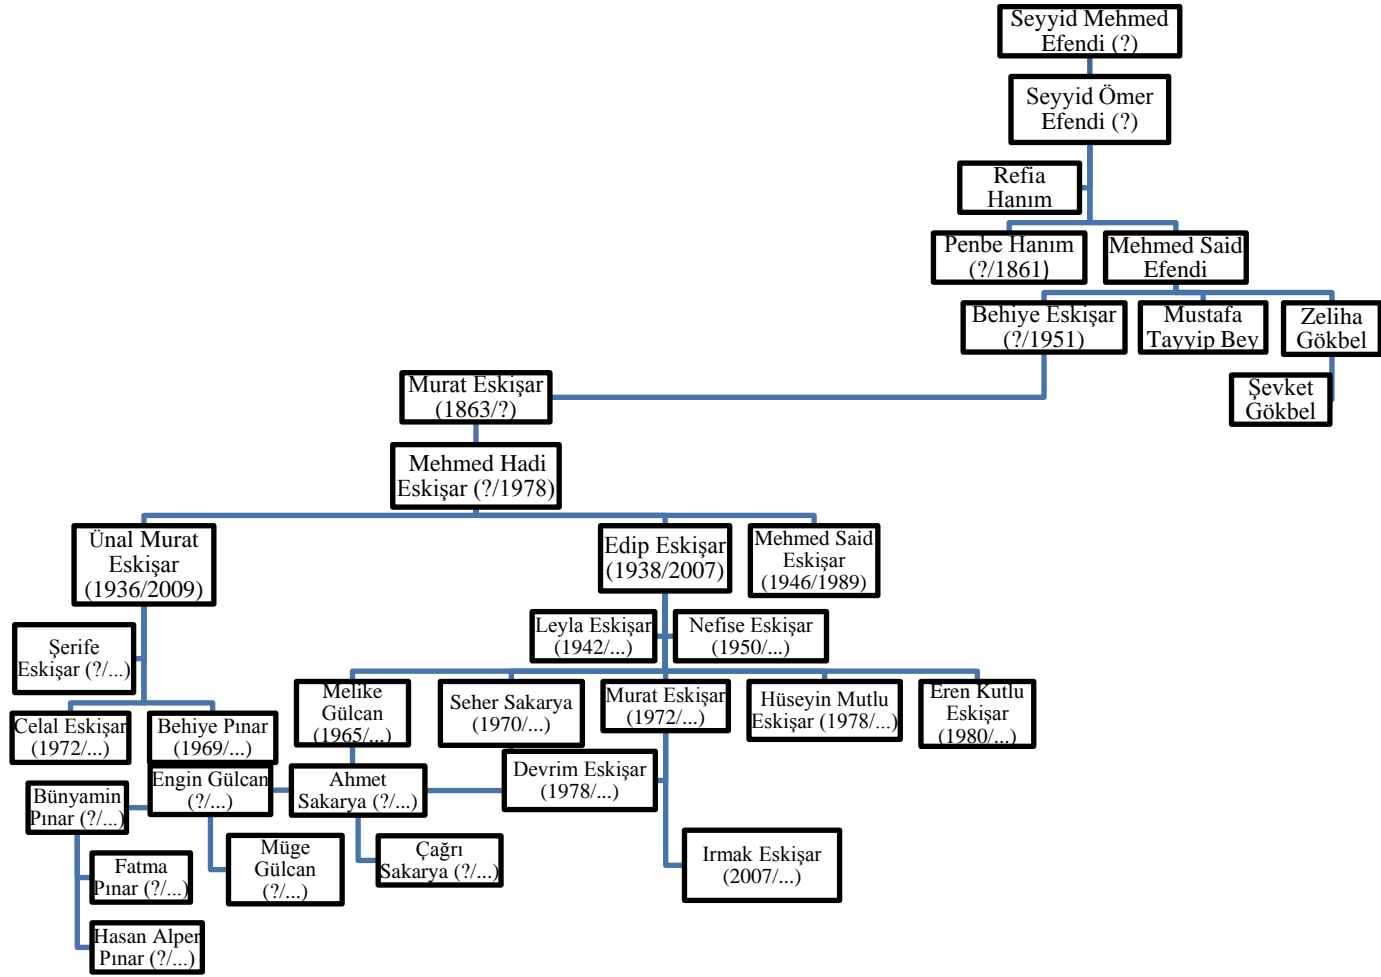 Seyyid Mehmed
Efendi (?)
Seyyid Ömer
Efendi (?)
Refia
Hanım
Penbe Hanım
(?/1861)
Mehmed Said
Efendi
Behiye Eskişar
(?/1951)
Mustafa
Tayyip Bey
Zeliha
Gökbel
Murat Eskişar
(1863/?)
Şevket
Gökbel
Mehmed Hadi
Eskişar (?/1978)
Ünal Murat
Eskişar
(1936/2009)
Edip Eskişar
(1938/2007)
Mehmed Said
Eskişar
(1946/1989)
Şerife
Eskişar (?/...)
Leyla Eskişar
(1942/...)
Nefise Eskişar
(1950/...)
Celal Eskişar
(1972/...)
Behiye Pınar
(1969/...)
Melike
Gülcan
(1965/...)
Seher Sakarya
(1970/...)
Murat Eskişar
(1972/...)
Hüseyin Mutlu
Eskişar (1978/...)
Eren Kutlu
Eskişar
(1980/...)
Bünyamin
Pınar (?/...)
Engin Gülcan
(?/...)
Ahmet
Sakarya (?/...)
Devrim Eskişar
(1978/...)
Fatma
Pınar (?/...)
Müge
Gülcan
(?/...)
Çağrı
Sakarya (?/...)
Irmak Eskişar
(2007/...)
Hasan Alper
Pınar (?/...)